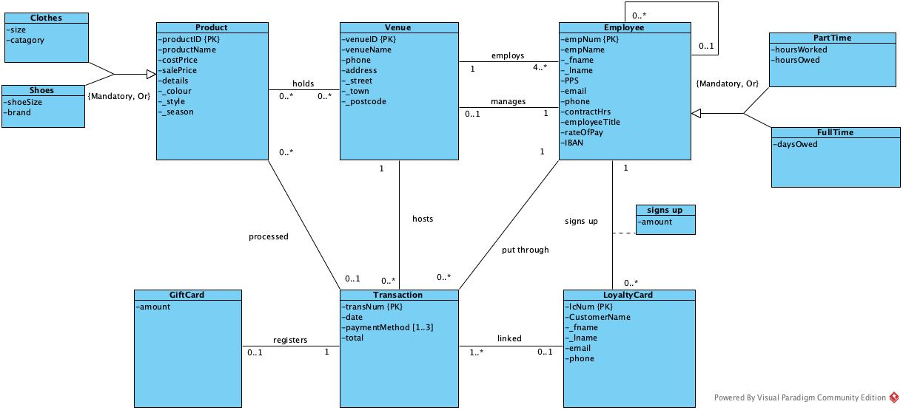 Clothes
-size
-catagory
Shoes
-shoeSize
-brand
{Mandatory, Or}
Product
-productID {PK}
-productName
-costPrice
-salePrice
-details
-_colour
-_style
-_season
holds
0..*
0..*
Venue
-venueID {PK}
-venueName
-phone
-address
-_street
-_town
-_postcode
employs
1
4..*
manages
0..1
1
Employee
-empNum {PK}
-empName
-_fname
-_lname
-PPS
-email
-phone
-contractHrs
-employeeTitle
-rateOfPay
-IBAN
0..*
0..1
{Mandatory, Or}
PartTime
-hoursWorked
-hoursOwed
FullTime
-daysOwed
0..*
processed
0..1
1
hosts
0..*
1
put through
0..*
1
signs up
0..*
signs up
-amount
GiftCard
-amount
registers
0..1
1
Transaction
-transNum {PK}
-date
-paymentMethod [1..3]
-total
linked
1..*
0..1
LoyaltyCard
-lcNum {PK}
-CustomerName
-_fname
-_lname
-email
-phone
Powered By Visual Paradigm Community Edition